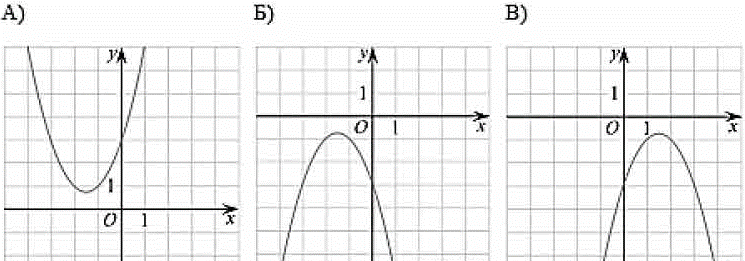 А) Б) В)
y y y
1 1
O 1 x O 1 x
1
O 1 x